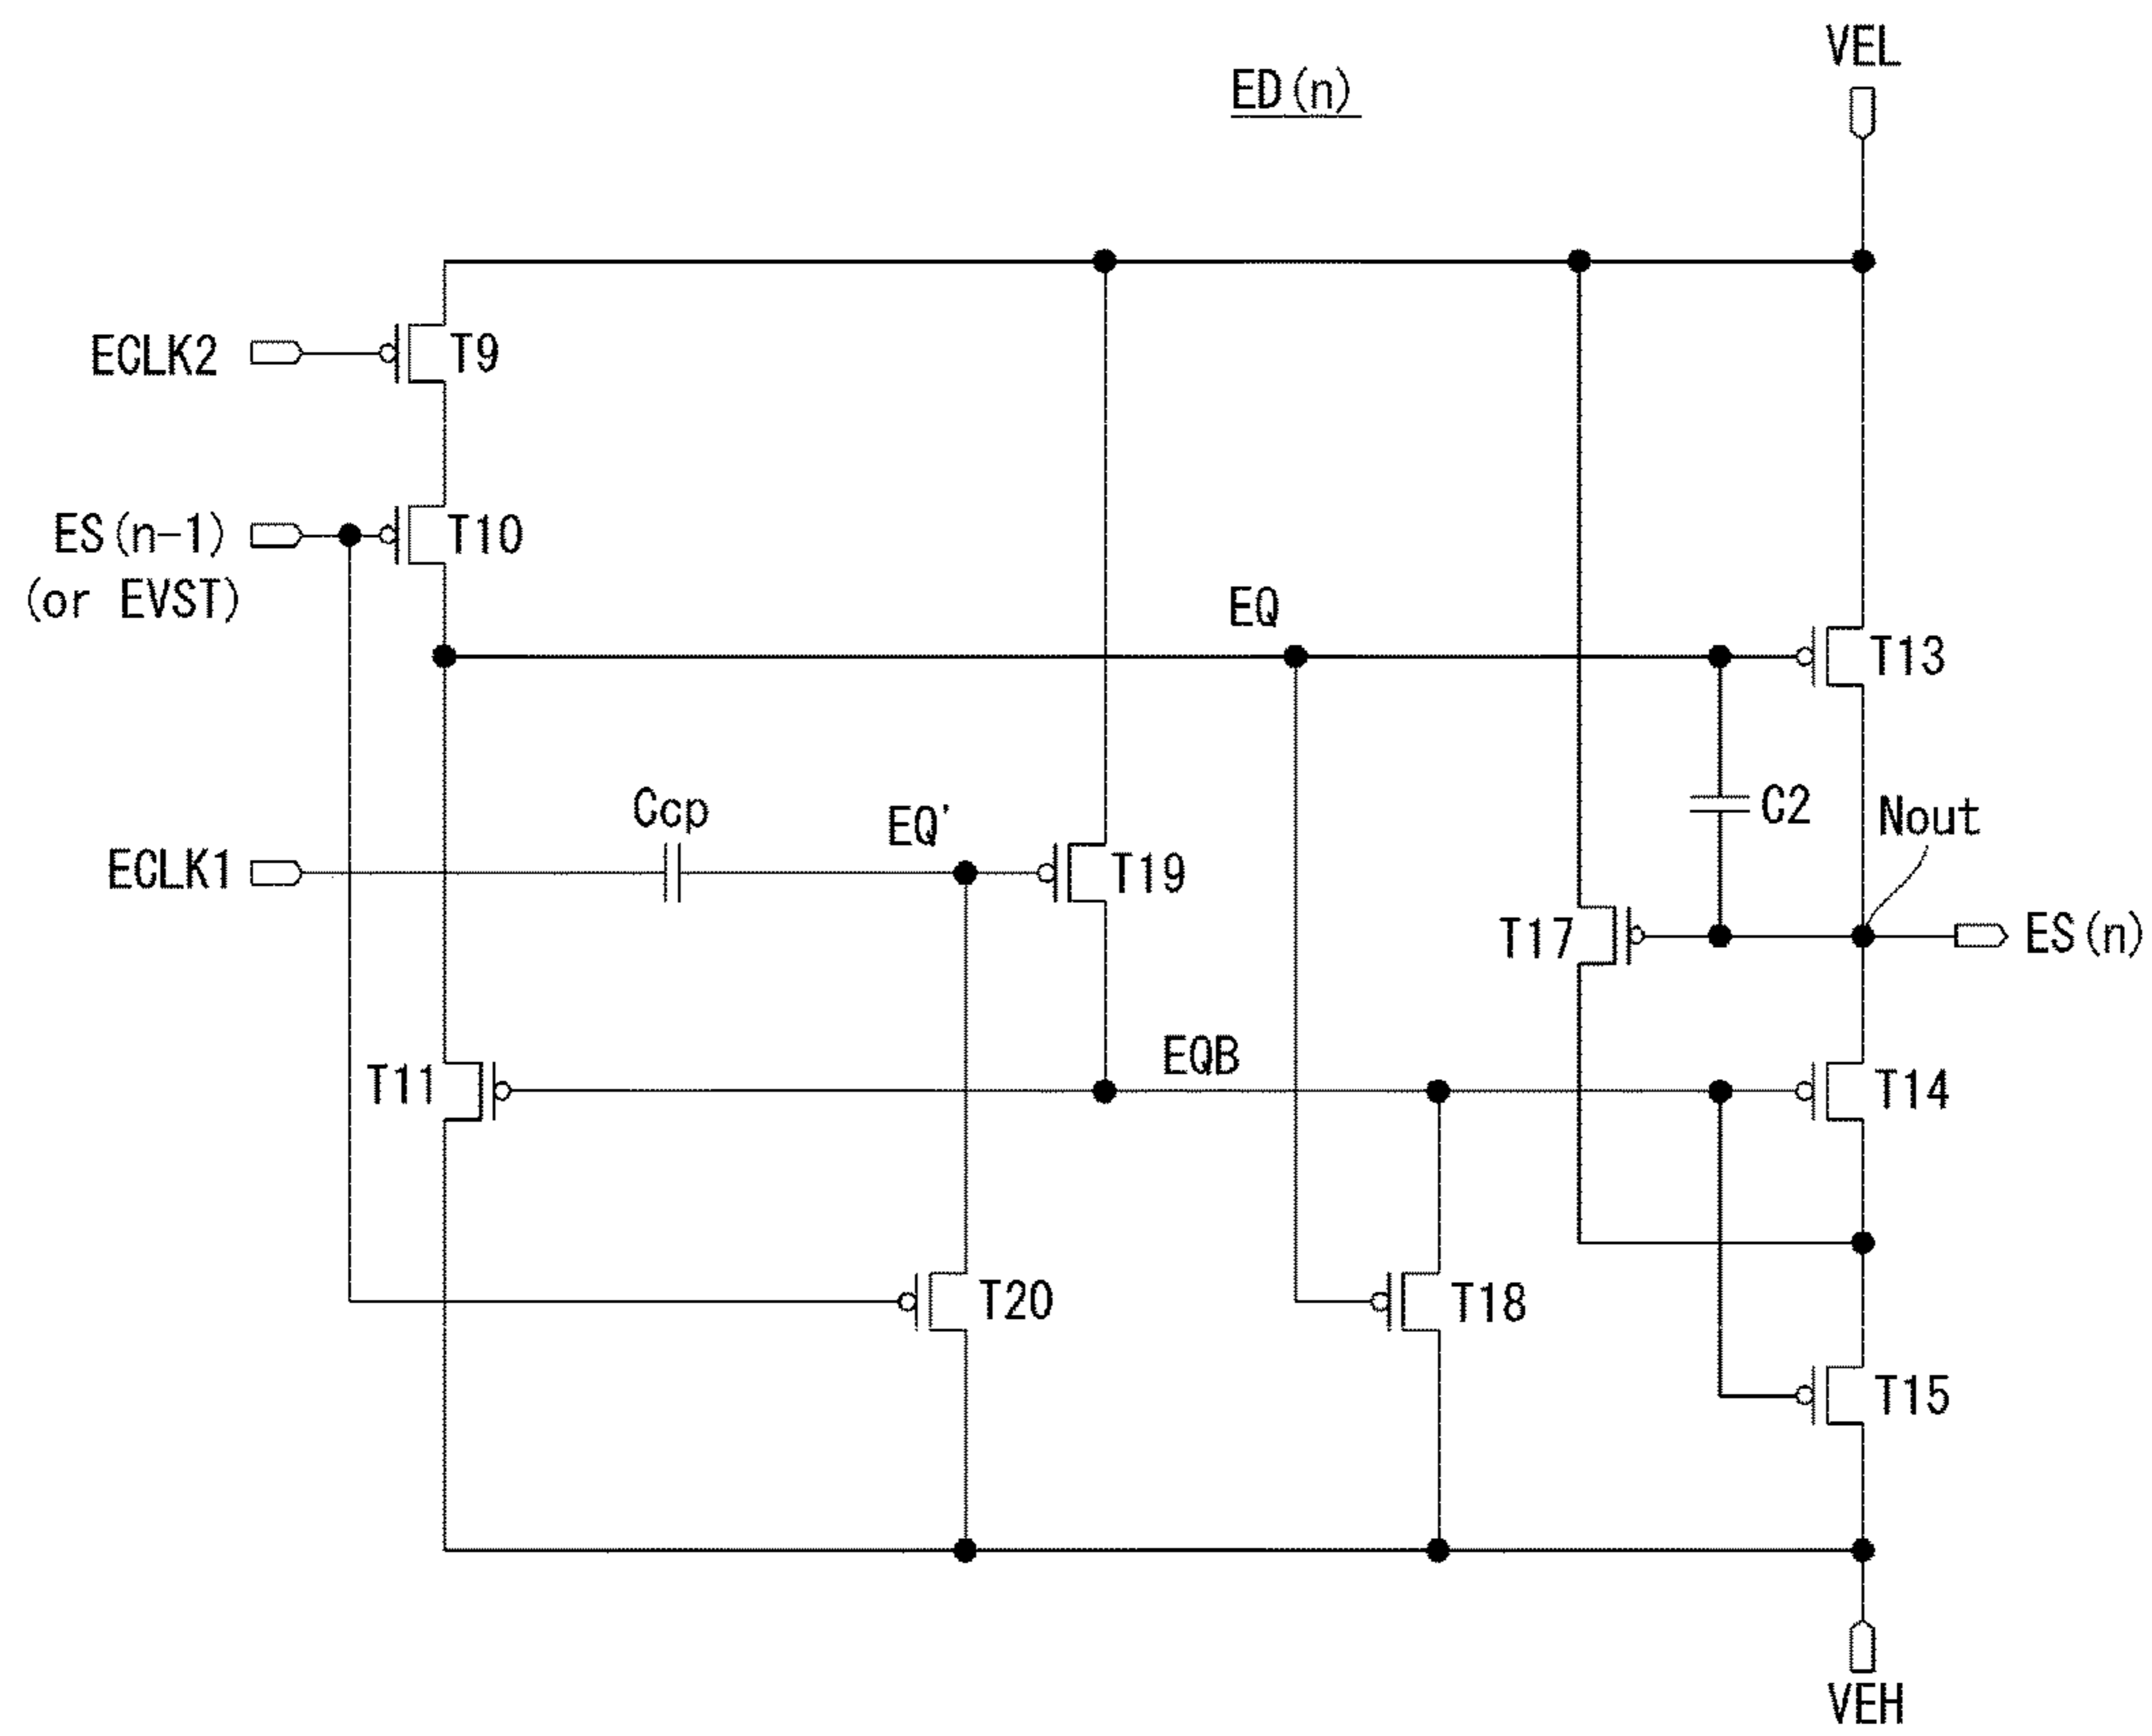 VEL
ED(n)
ECLK2
T9
ES(n-1)
(or EVST)
T10
EQ
T13
Ccp
EQ'
C2
Nout
ECLK1
T19
T17
ES(n)
EQB
T11
T14
T20
T18
T15
VEH